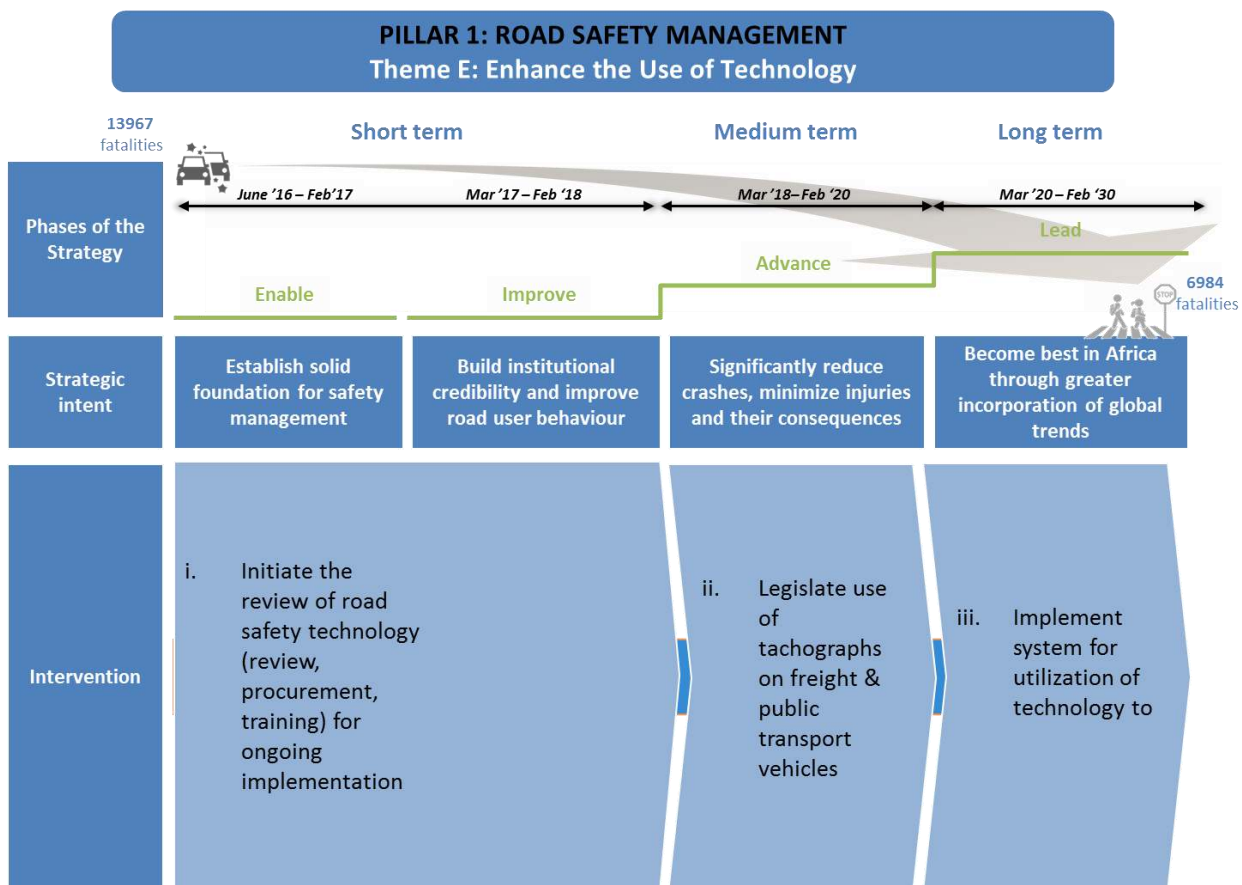 PILLAR 1: ROAD SAFETY MANAGEMENT
Theme E: Enhance the Use of Technology
13967
fatalities
Short term
Medium term
Long term
Phases of the
Strategy
June '16 – Feb'17
Mar '17 – Feb '18
Mar '18– Feb '20
Mar '20 – Feb '30
Enable
Improve
Advance
Lead
STOP
6984
fatalities
Strategic
intent
Establish solid
foundation for safety
management
Build institutional
credibility and improve
road user behaviour
Significantly reduce
crashes, minimize injuries
and their consequences
Become best in Africa
through greater
incorporation of global
trends
Intervention
i. Initiate the
review of road
safety technology
(review,
procurement,
training) for
ongoing
implementation
ii. Legislate use
of
tachographs
on freight &
public
transport
vehicles
iii. Implement
system for
utilization of
technology to